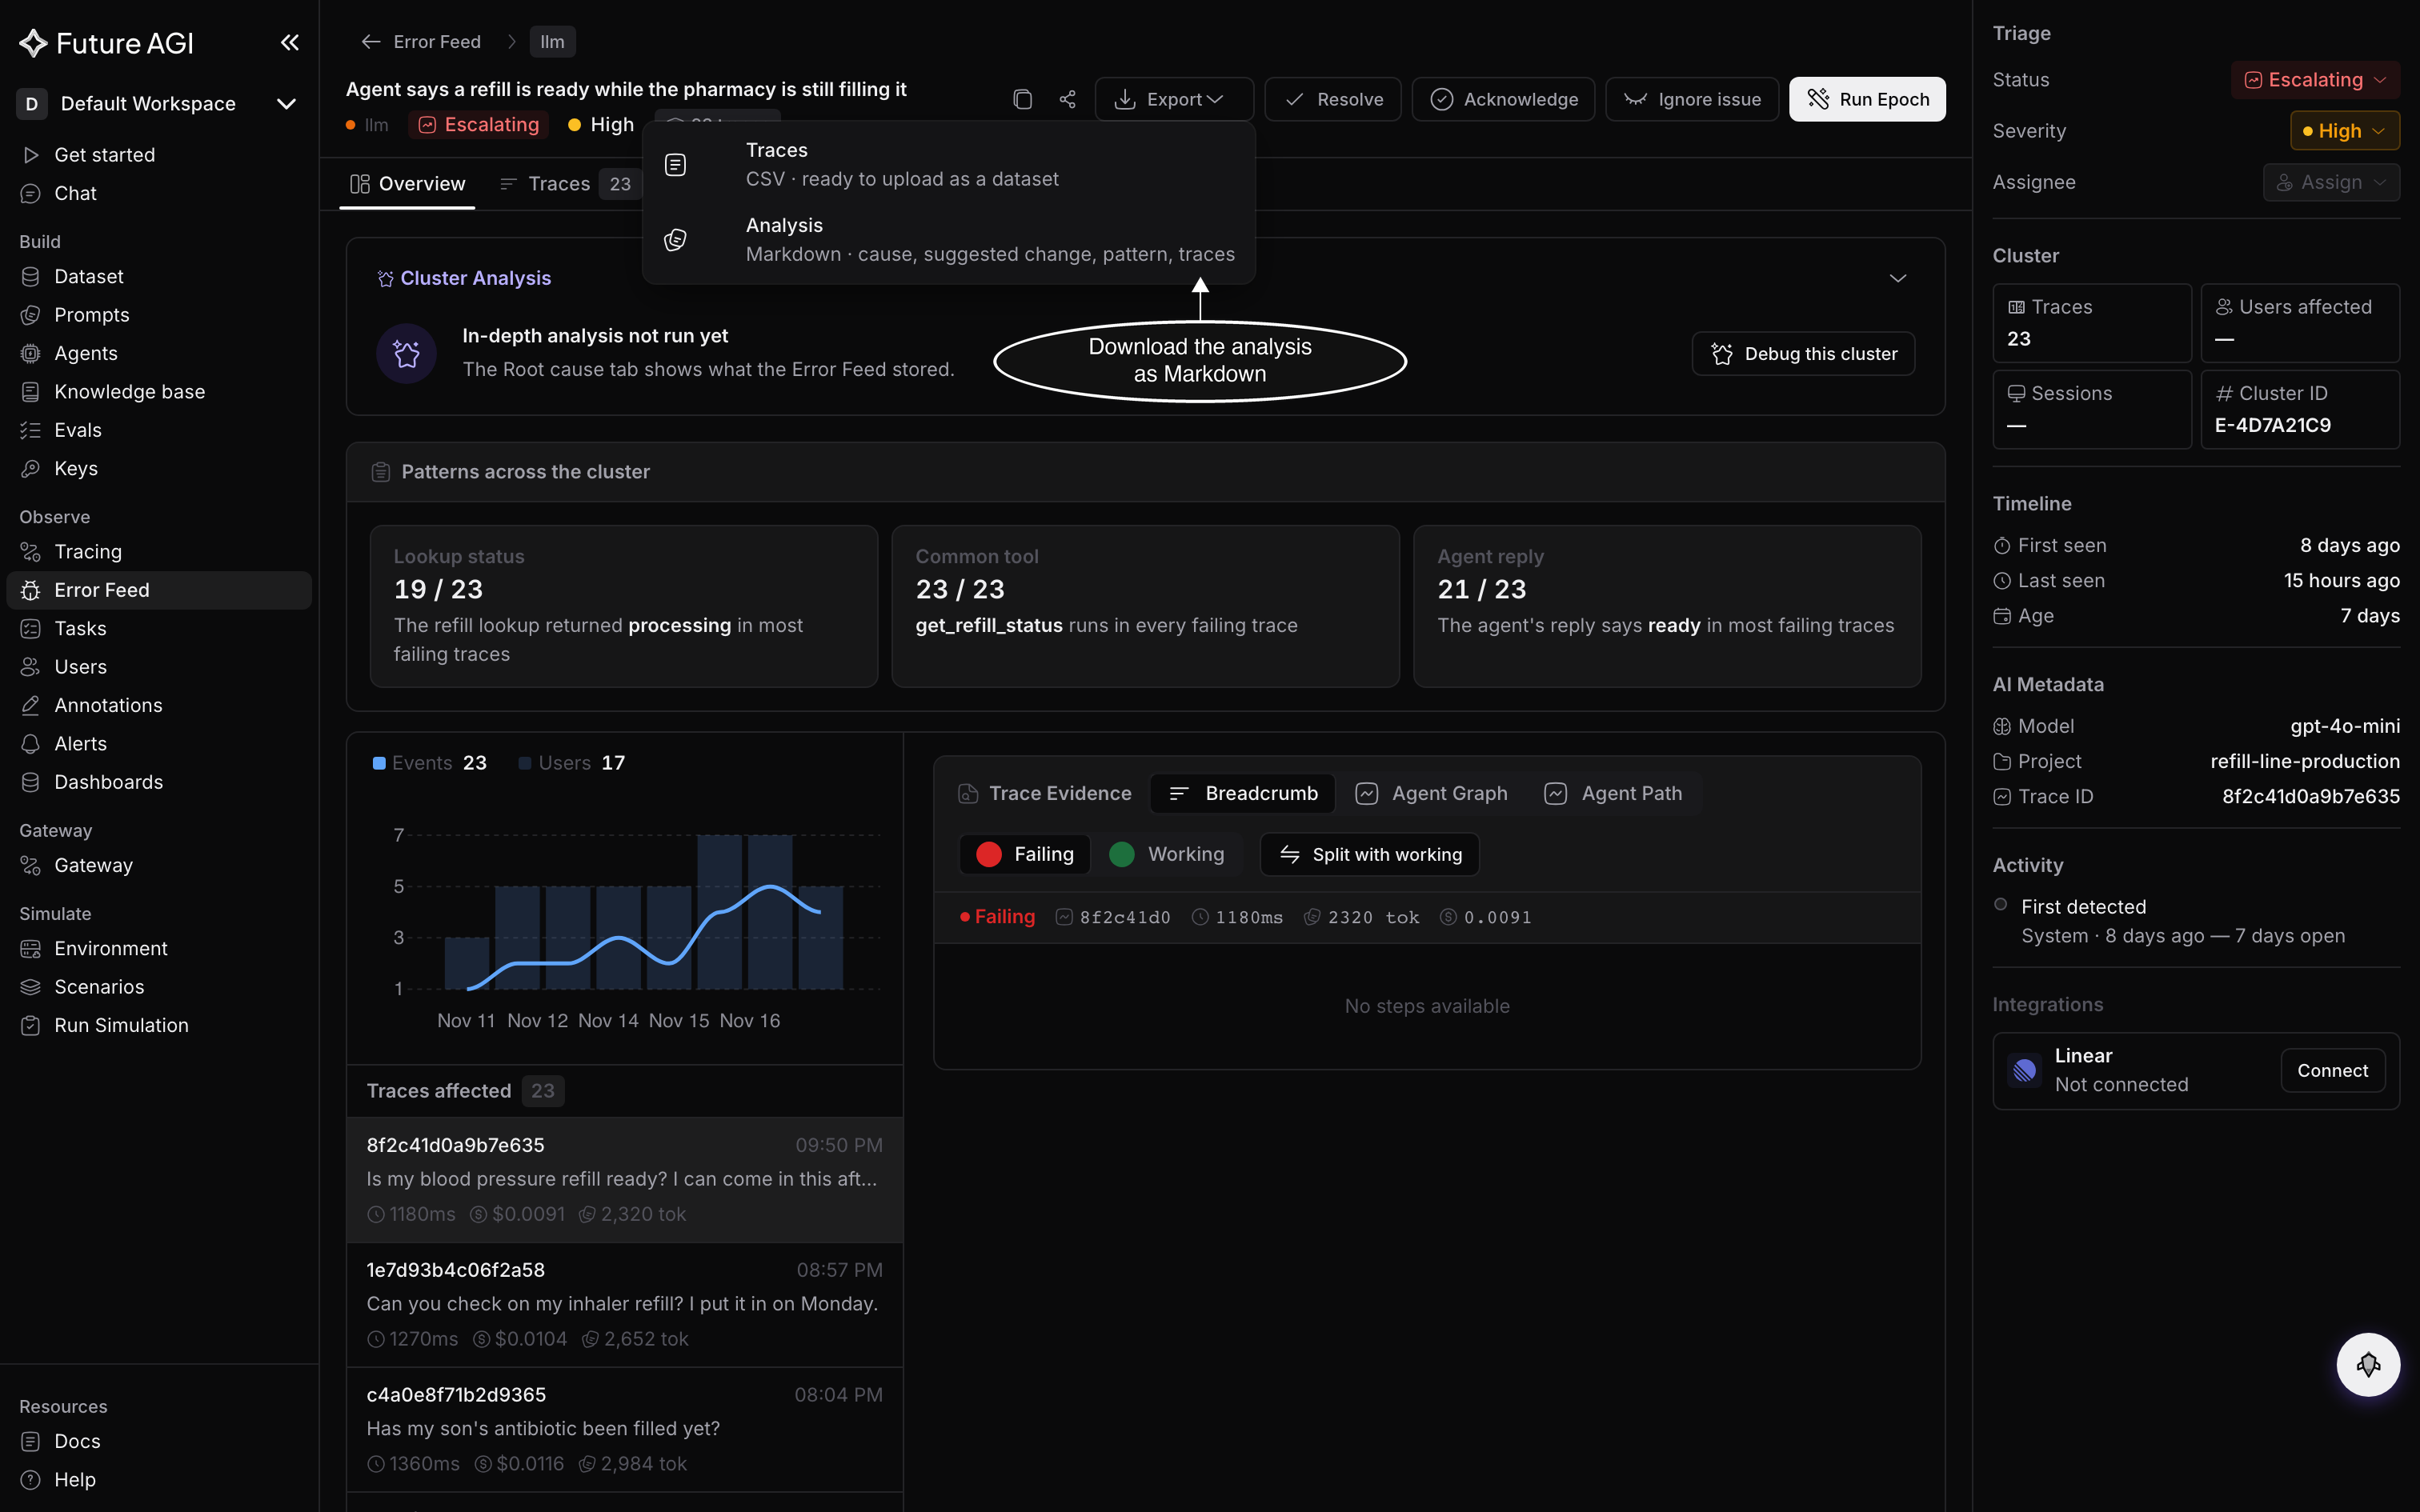 Future AGI
D Default Workspace
Get started
Chat
Build
Dataset
Prompts
Agents
Knowledge base
Evals
Keys
Observe
Tracing
Error Feed
Tasks
Users
Annotations
Alerts
Dashboards
Gateway
Gateway
Simulate
Environment
Scenarios
Run Simulation
Resources
Docs
Help
Error Feed > llm
Agent says a refill is ready while the pharmacy is still filling it
llm Escalating High
Export Resolve Acknowledge Ignore issue Run Epoch
Overview Traces 23
Traces
CSV · ready to upload as a dataset
Analysis
Markdown · cause, suggested change, pattern, traces
Cluster Analysis
In-depth analysis not run yet
The Root cause tab shows what the Error Feed stored.
Download the analysis
as Markdown
Debug this cluster
Patterns across the cluster
Lookup status
19 / 23
The refill lookup returned processing in most
failing traces
Common tool
23 / 23
get_refill_status runs in every failing trace
Agent reply
21 / 23
The agent's reply says ready in most failing traces
Events 23 Users 17
7
5
3
1
Nov 11 Nov 12 Nov 14 Nov 15 Nov 16
Traces affected 23
8f2c41d0a9b7e635 09:50 PM
Is my blood pressure refill ready? I can come in this aft...
1180ms $0.0091 2,320 tok
1e7d93b4c06f2a58 08:57 PM
Can you check on my inhaler refill? I put it in on Monday.
1270ms $0.0104 2,652 tok
c4a0e8f71b2d9365 08:04 PM
Has my son's antibiotic been filled yet?
1360ms $0.0116 2,984 tok
Trace Evidence Breadcrumb Agent Graph Agent Path
Failing Working Split with working
Failing 8f2c41d0 1180ms 2320 tok 0.0091
No steps available
Triage
Status Escalating
Severity High
Assignee Assign
Cluster
Traces
23
Users affected
—
Sessions
—
Cluster ID
E-4D7A21C9
Timeline
First seen 8 days ago
Last seen 15 hours ago
Age 7 days
AI Metadata
Model gpt-4o-mini
Project refill-line-production
Trace ID 8f2c41d0a9b7e635
Activity
First detected
System · 8 days ago — 7 days open
Integrations
Linear
Not connected
Connect